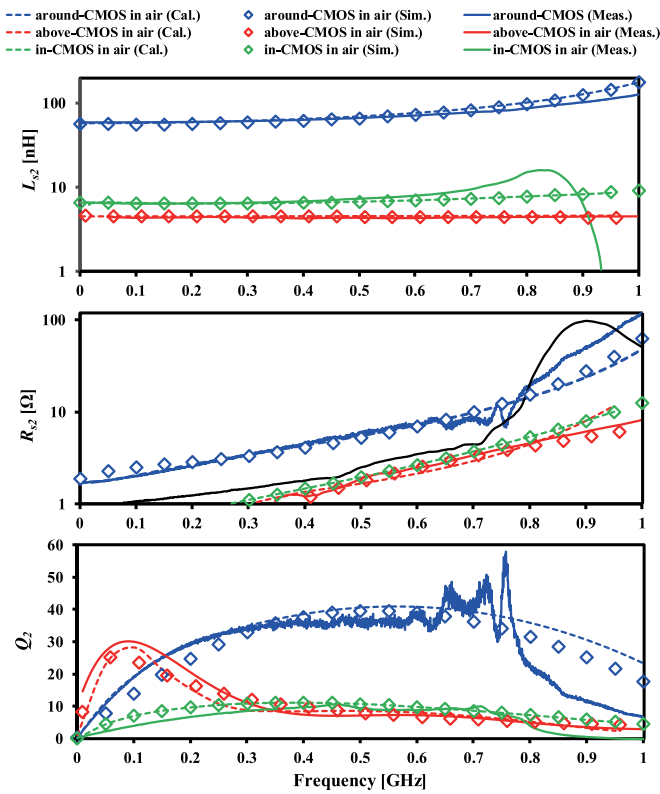 around-CMOS in air (Cal.) around-CMOS in air (Sim.) around-CMOS (Meas.)
above-CMOS in air (Cal.) above-CMOS in air (Sim.) above-CMOS in air (Meas.)
in-CMOS in air (Cal.) in-CMOS in air (Sim.) in-CMOS in air (Meas.)
100
10
1
Ls2 [nH]
0 0.1 0.2 0.3 0.4 0.5 0.6 0.7 0.8 0.9 1
100
10
1
Rs2 [Ω]
0 0.1 0.2 0.3 0.4 0.5 0.6 0.7 0.8 0.9 1
60
50
40
30
20
10
0
Q2
0 0.1 0.2 0.3 0.4 0.5 0.6 0.7 0.8 0.9 1
Frequency [GHz]